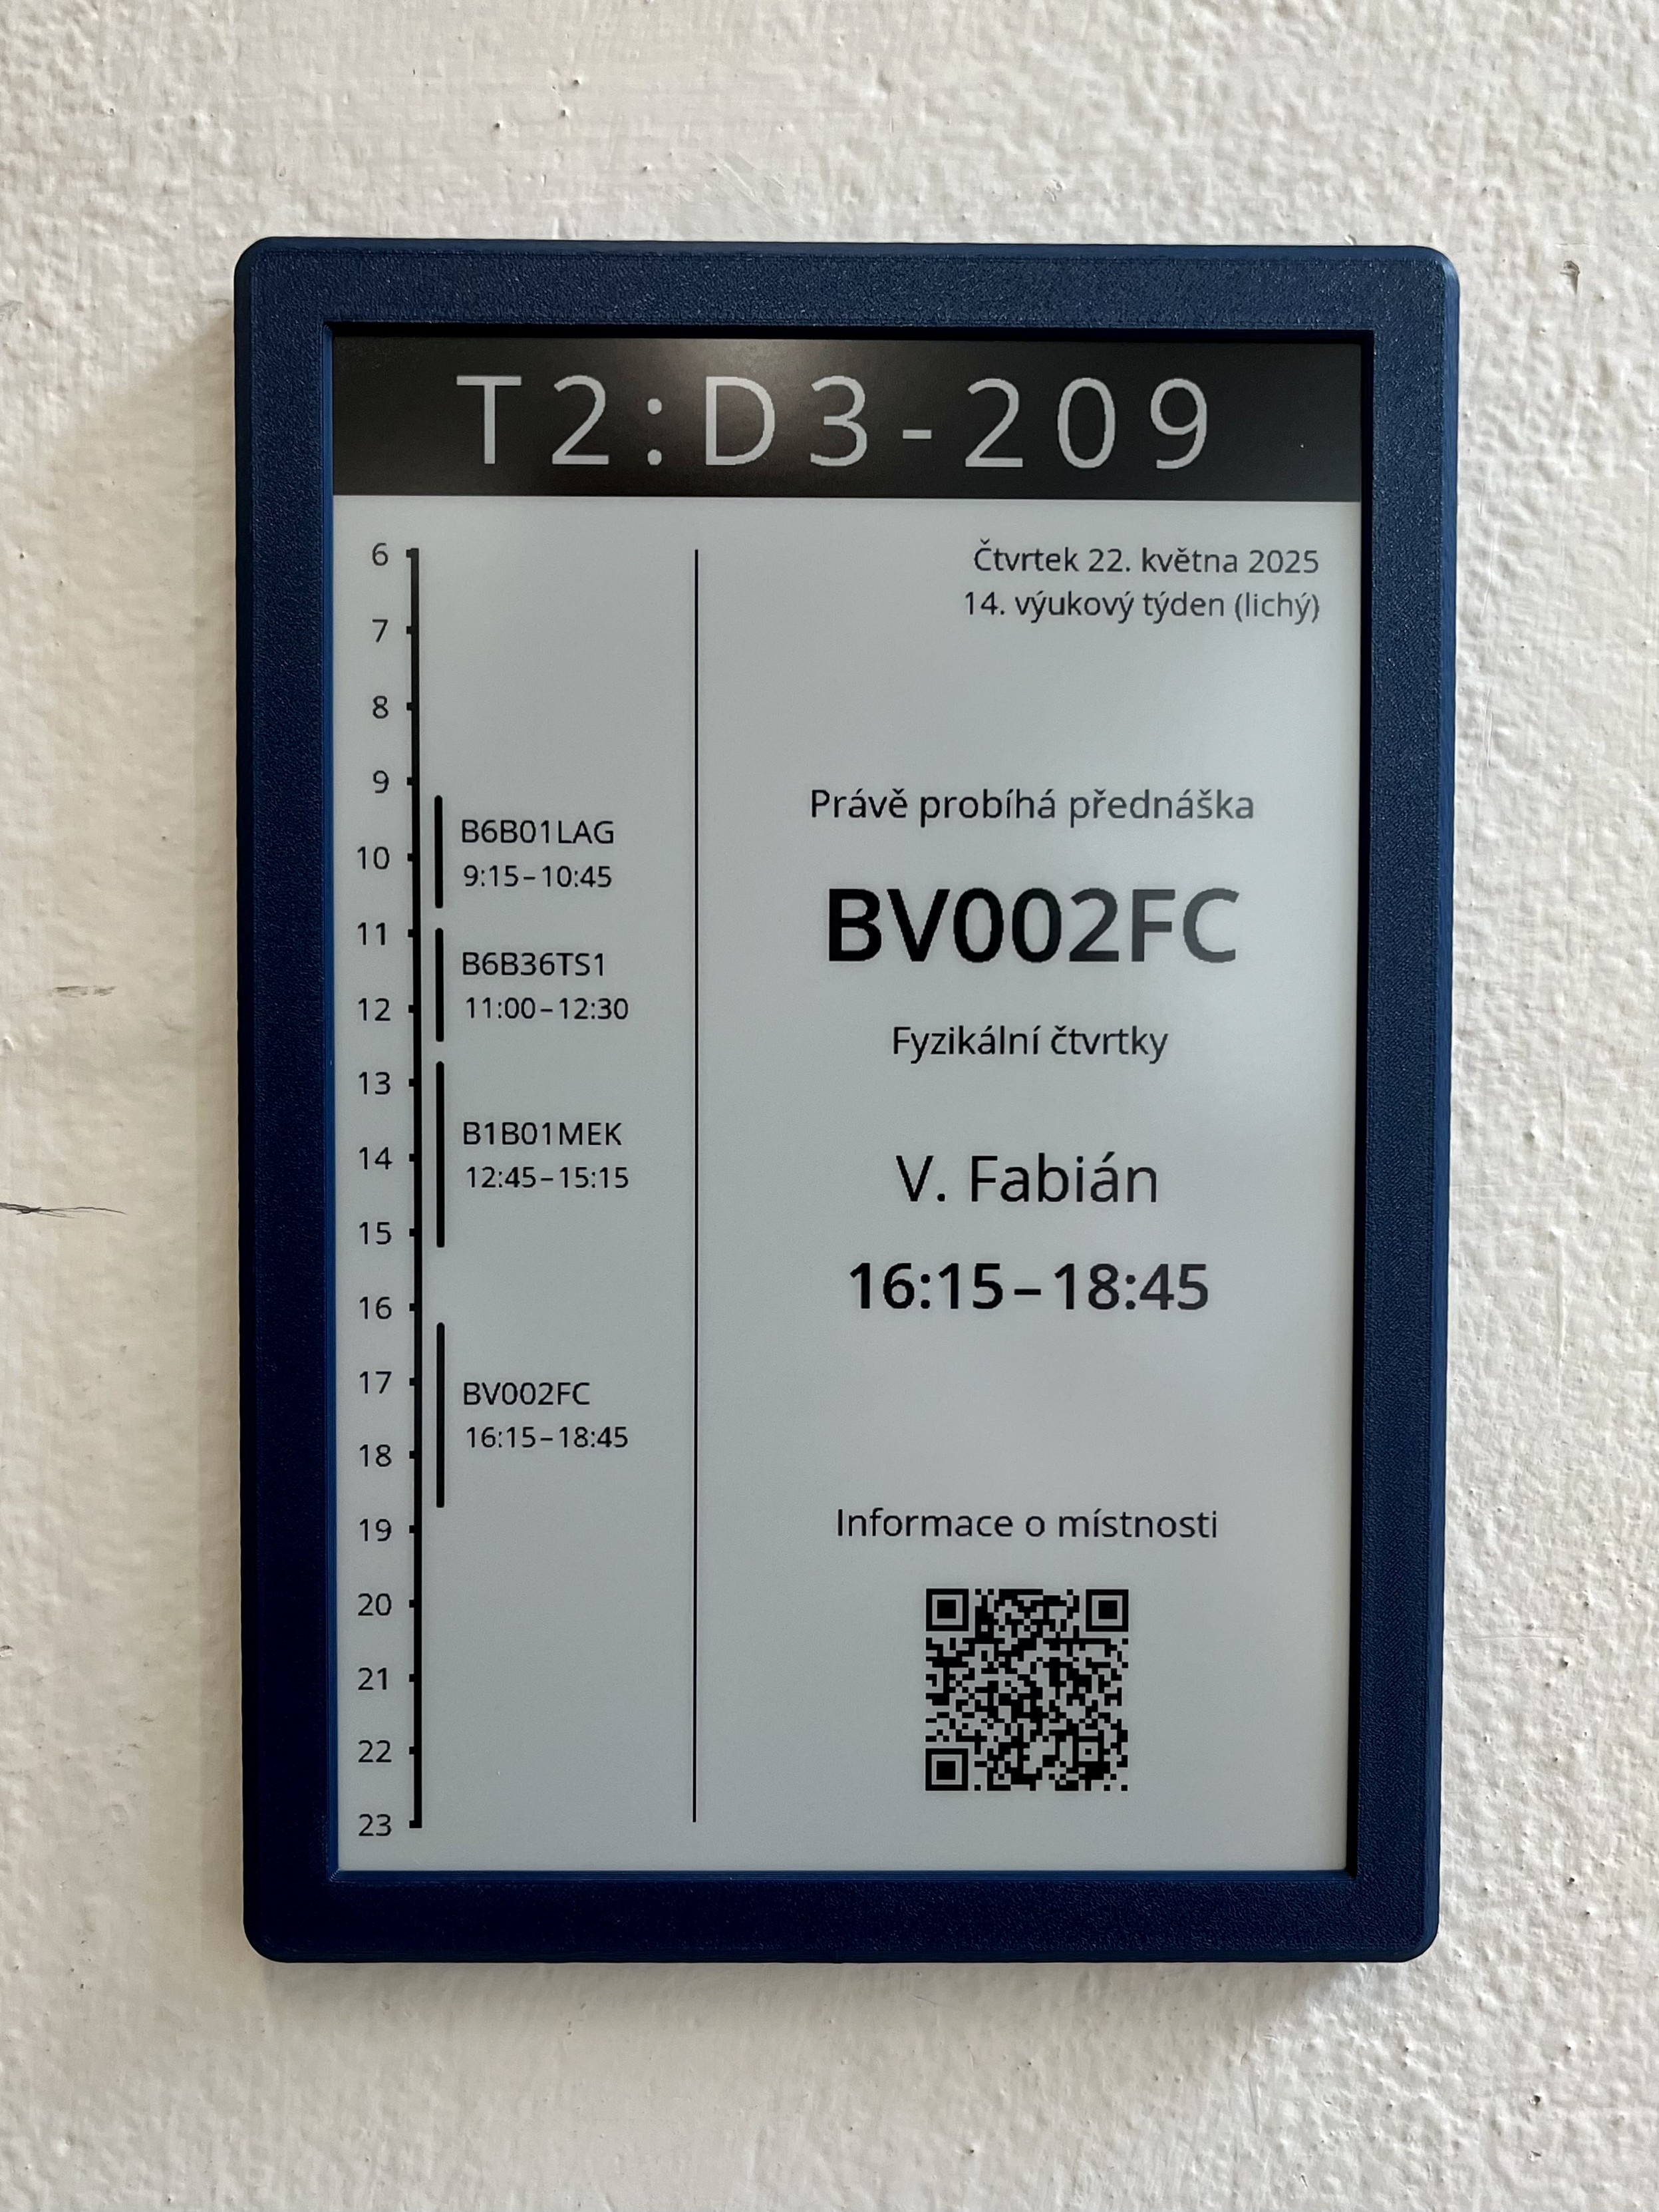 T2:D3-209
6
7
8
9
10
11
12
13
14
15
16
17
18
19
20
21
22
23
B6B01LAG
9:15–10:45
B6B36TS1
11:00–12:30
B1B01MEK
12:45–15:15
BV002FC
16:15–18:45
Čtvrtek 22. května 2025
14. výukový týden (lichý)
Právě probíhá přednáška
BV002FC
Fyzikální čtvrtky
V. Fabián
16:15–18:45
Informace o místnosti